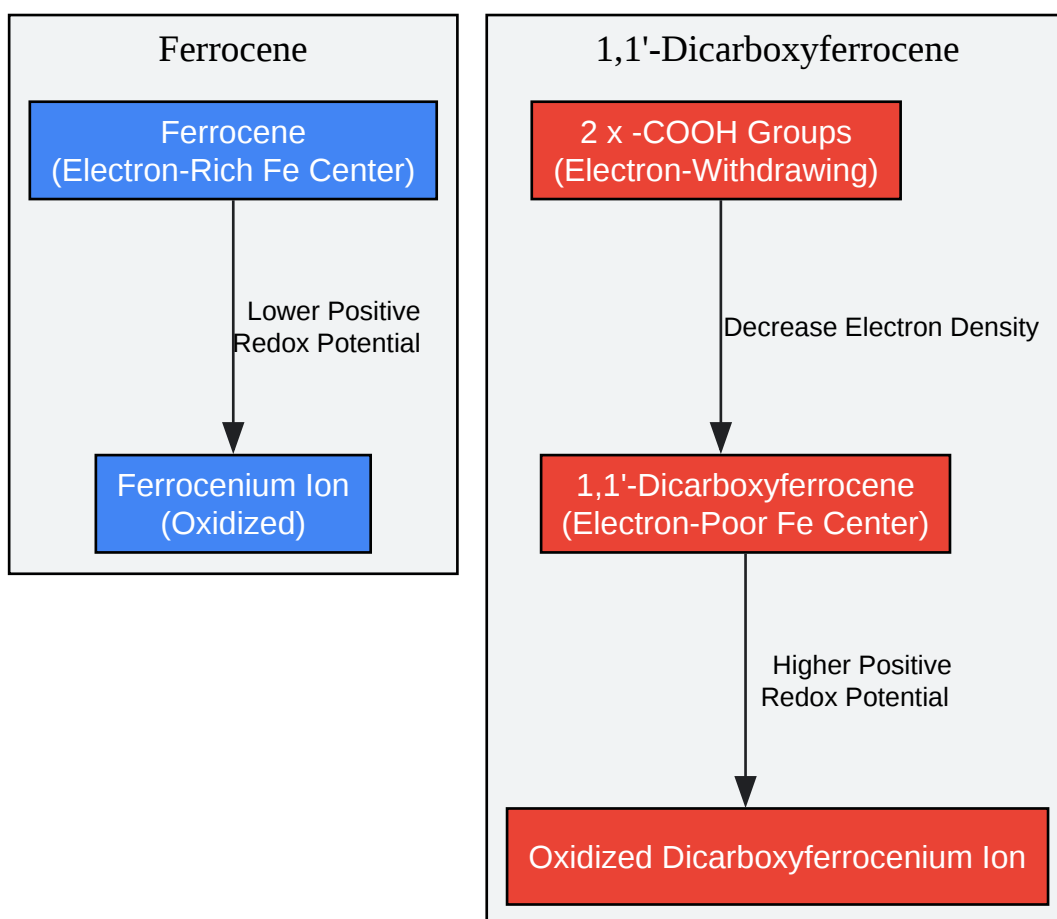 Ferrocene
Ferrocene
(Electron-Rich Fe Center)
Lower Positive
Redox Potential
Ferrocenium Ion
(Oxidized)
1,1'-Dicarboxyferrocene
2 x -COOH Groups
(Electron-Withdrawing)
Decrease Electron Density
1,1'-Dicarboxyferrocene
(Electron-Poor Fe Center)
Higher Positive
Redox Potential
Oxidized Dicarboxyferrocenium Ion